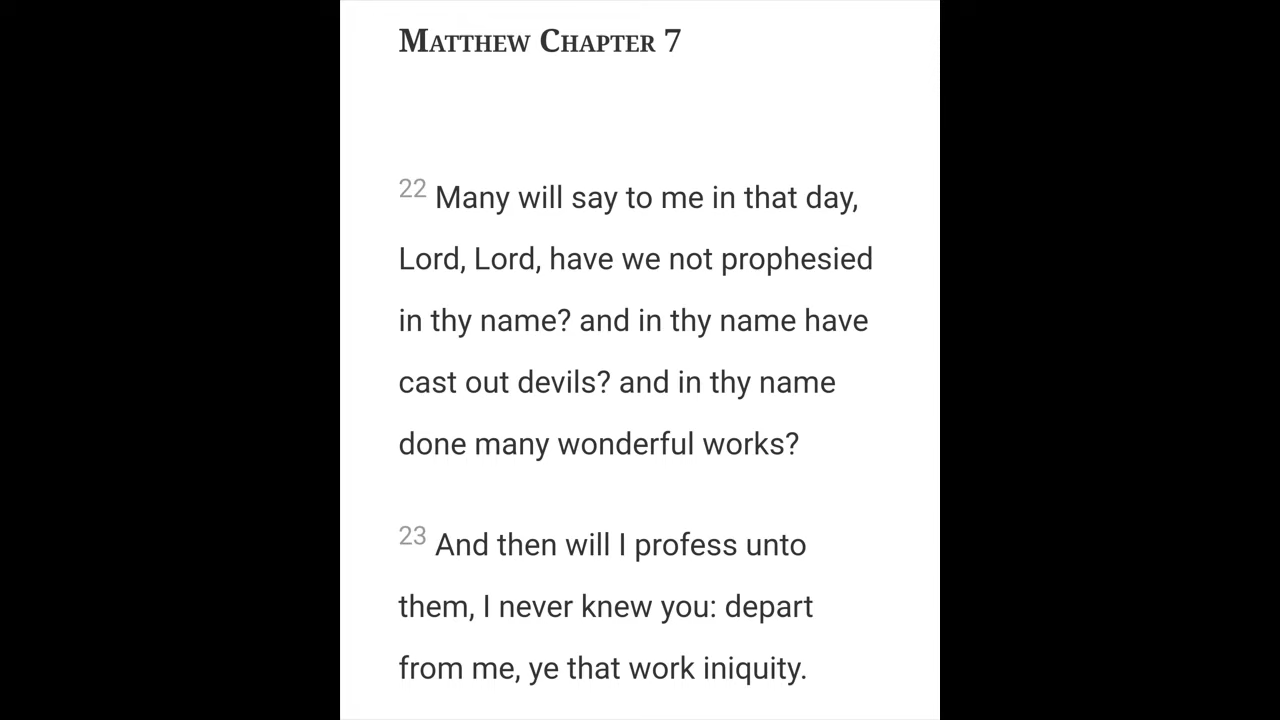 Matthew Chapter 7
22 Many will say to me in that day,
Lord, Lord, have we not prophesied
in thy name? and in thy name have
cast out devils? and in thy name
done many wonderful works?
23 And then will I profess unto
them, I never knew you: depart
from me, ye that work iniquity.